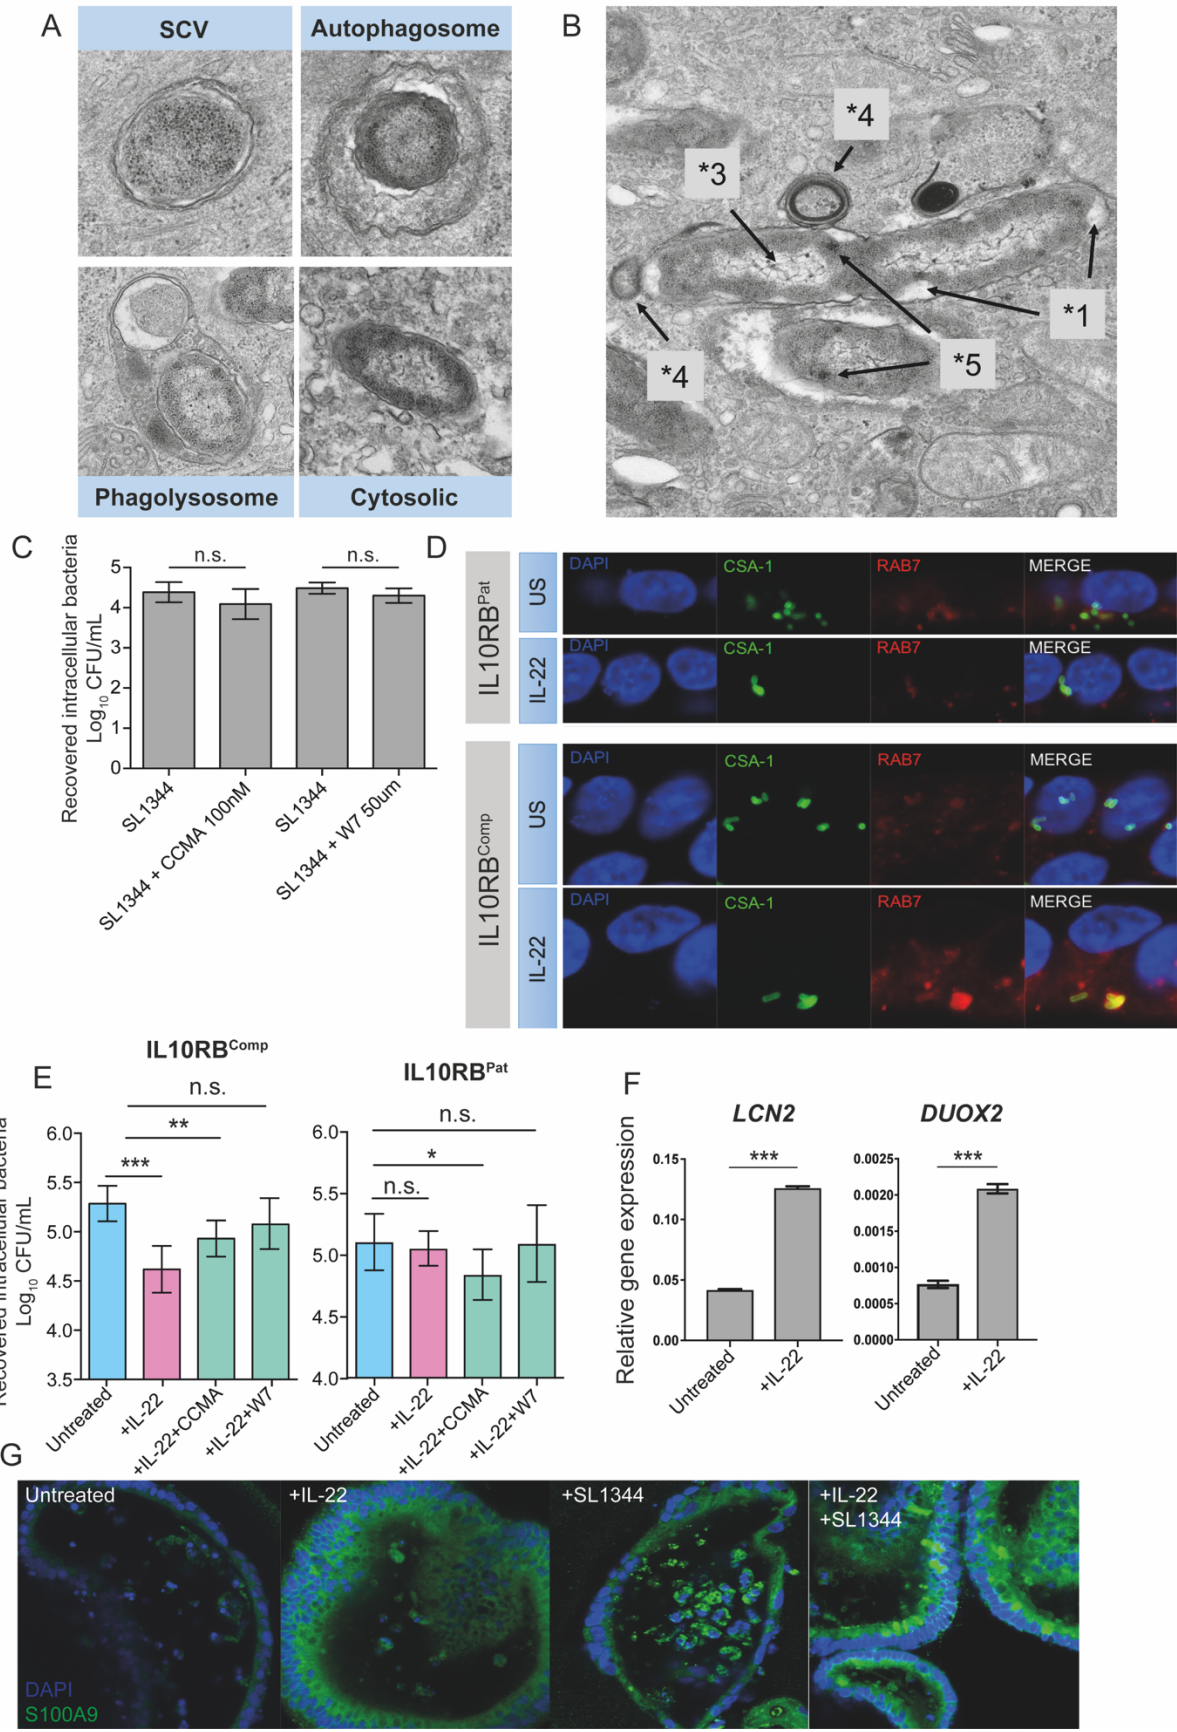 A
SCV
Autophagosome
Phagolysosome
Cytosolic
B
*4
*3
*1
*5
*4
C
Recovered intracellular bacteria
Log10 CFU/mL
n.s.
n.s.
5
4
3
2
1
0
SL1344
SL1344 + CCMA 100nM
SL1344
SL1344 + W7 50um
D
IL10RBPat
US
DAPI
CSA-1
RAB7
MERGE
IL-22
DAPI
CSA-1
RAB7
MERGE
IL10RBComp
US
DAPI
CSA-1
RAB7
MERGE
IL-22
DAPI
CSA-1
RAB7
MERGE
E
IL10RBComp
n.s.
**
***
Recovered intracellular bacteria
Log10 CFU/mL
6.0
5.5
5.0
4.5
4.0
3.5
Untreated
+IL-22
+IL-22+CCMA
+IL-22+W7
IL10RBPat
n.s.
*
n.s.
6.0
5.5
5.0
4.5
4.0
Untreated
+IL-22
+IL-22+CCMA
+IL-22+W7
F
Relative gene expression
LCN2
***
0.15
0.10
0.05
0.00
Untreated
+IL-22
DUOX2
***
0.0025
0.0020
0.0015
0.0010
0.0005
0.0000
Untreated
+IL-22
G
Untreated
+IL-22
+SL1344
+IL-22
+SL1344
DAPI
S100A9